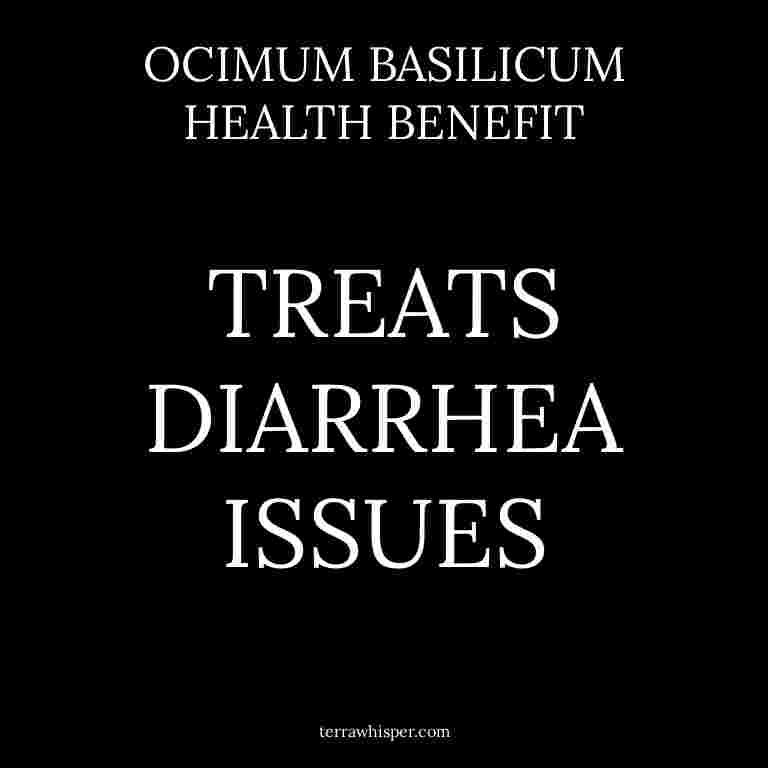 OCIMUM BASILICUM
HEALTH BENEFIT
TREATS
DIARRHEA
ISSUES
terrawhisper.com